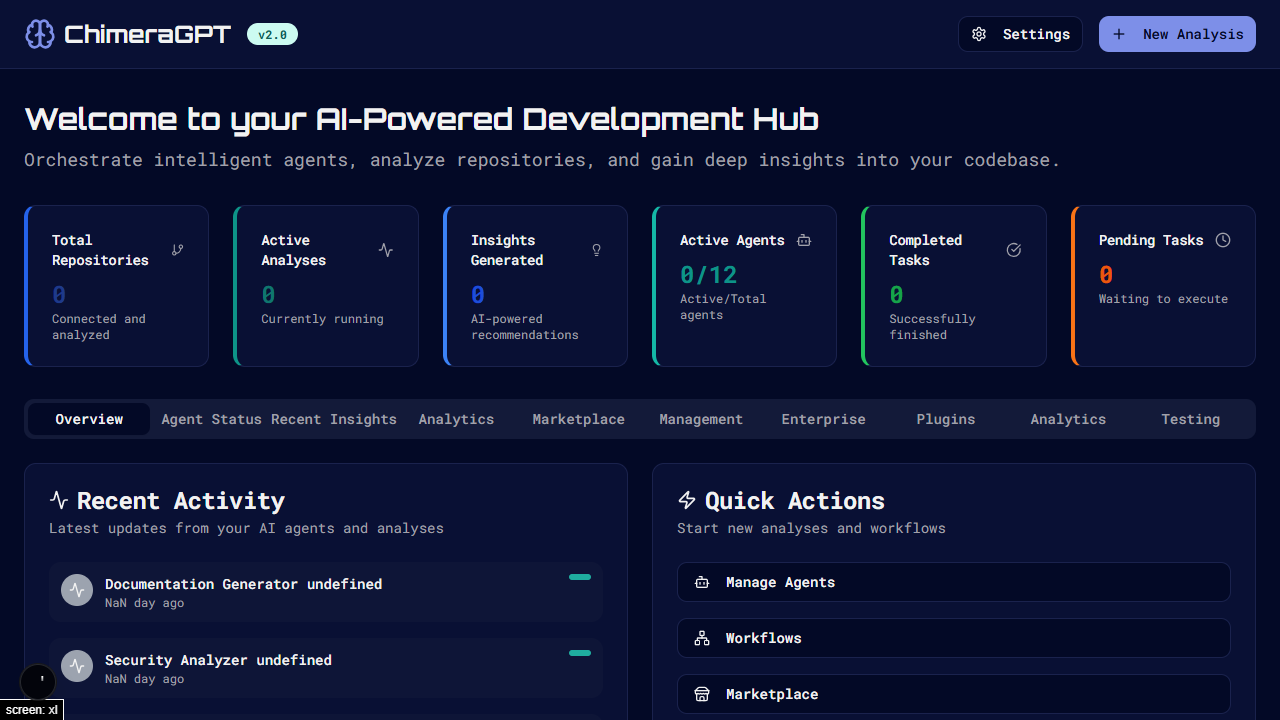 ChimeraGPT v2.0
Settings
New Analysis
Welcome to your AI-Powered Development Hub
Orchestrate intelligent agents, analyze repositories, and gain deep insights into your codebase.
Total
Repositories
0
Connected and
analyzed
Active
Analyses
0
Currently running
Insights
Generated
0
AI-powered
recommendations
Active Agents
0/12
Active/Total
agents
Completed
Tasks
0
Successfully
finished
Pending Tasks
0
Waiting to execute
Overview Agent Status Recent Insights Analytics Marketplace Management Enterprise Plugins Analytics Testing
Recent Activity
Latest updates from your AI agents and analyses
Documentation Generator undefined
NaN day ago
Security Analyzer undefined
NaN day ago
Quick Actions
Start new analyses and workflows
Manage Agents
Workflows
Marketplace
screen: xl